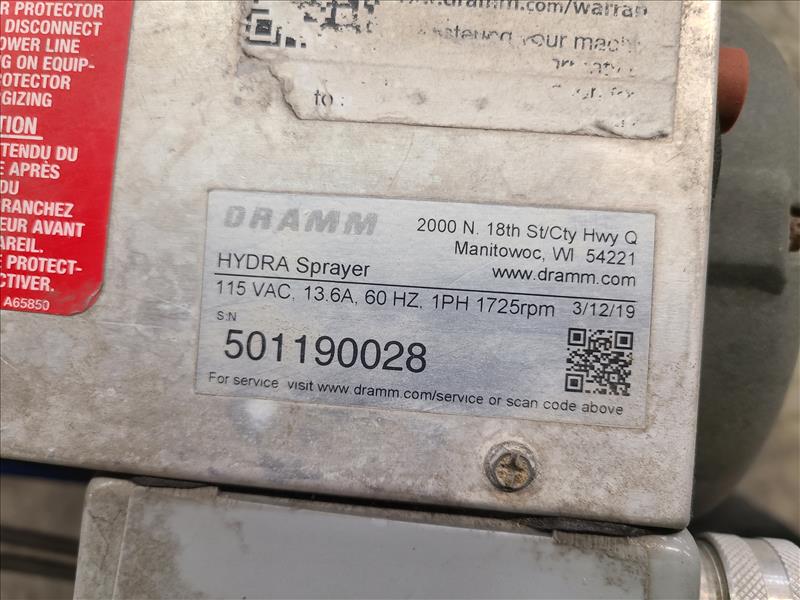 R PROTECTOR
DISCONNECT
OWER LINE
G ON EQUIP-
ROTECTOR
GIZING
TION
TENDU DU
E APRÈS
DU
RANCHEZ
EUR AVANT
AREIL.
E PROTECT-
CTIVER.
A65850
.dramm.com/warran
your mach
to:
DRAMM
2000 N. 18th St/Cty Hwy Q
Manitowoc, WI 54221
www.dramm.com
HYDRA Sprayer
115 VAC, 13.6A, 60 HZ, 1PH 1725rpm 3/12/19
S:N
501190028
For service visit www.dramm.com/service or scan code above